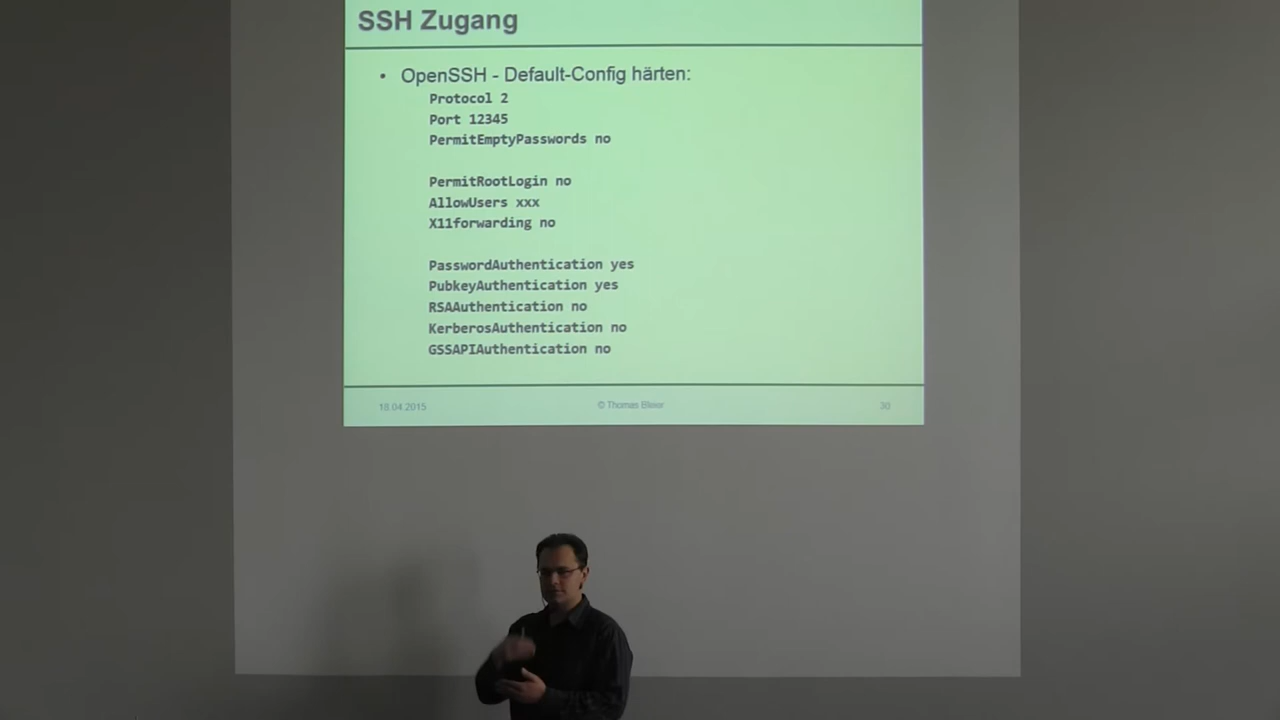 SSH Zugang
• OpenSSH - Default-Config härten:
Protocol 2
Port 12345
PermitEmptyPasswords no
PermitRootLogin no
AllowUsers xxx
X11forwarding no
PasswordAuthentication yes
PubkeyAuthentication yes
RSAAuthentication no
KerberosAuthentication no
GSSAPIAuthentication no
18.04.2015 © Thomas Bleier 30